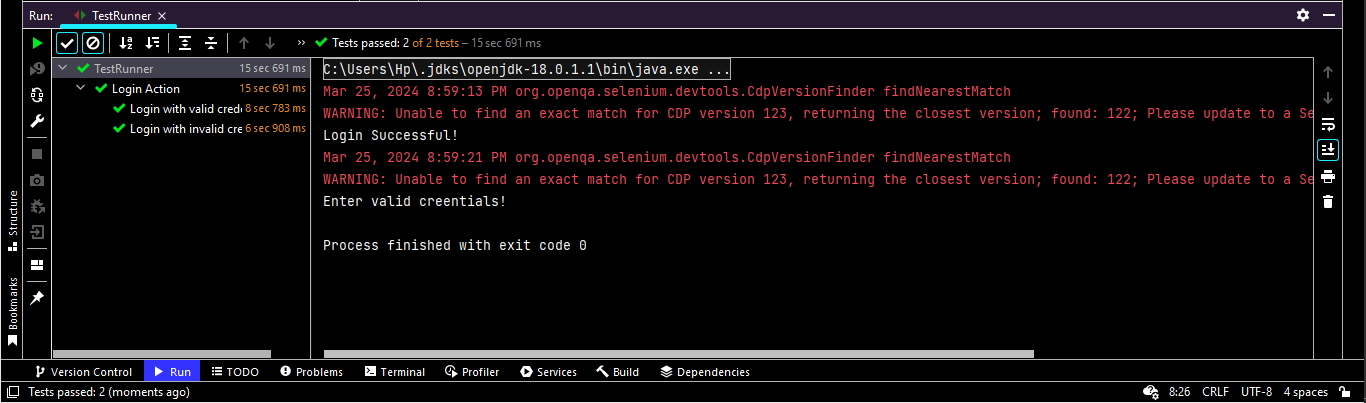 Run: TestRunner
Tests passed: 2 of 2 tests – 15 sec 691 ms
TestRunner 15 sec 691 ms
Login Action 15 sec 691 ms
Login with valid crede 8 sec 783 ms
Login with invalid cre 6 sec 908 ms
C:\Users\Hp\.jdks\openjdk-18.0.1.1\bin\java.exe ...
Mar 25, 2024 8:59:13 PM org.openqa.selenium.devtools.CdpVersionFinder findNearestMatch
WARNING: Unable to find an exact match for CDP version 123, returning the closest version; found: 122; Please update to a Se
Login Successful!
Mar 25, 2024 8:59:21 PM org.openqa.selenium.devtools.CdpVersionFinder findNearestMatch
WARNING: Unable to find an exact match for CDP version 123, returning the closest version; found: 122; Please update to a Se
Enter valid creentials!
Process finished with exit code 0
Structure
Bookmarks
Version Control Run TODO Problems Terminal Profiler Services Build Dependencies
Tests passed: 2 (moments ago) 8:26 CRLF UTF-8 4 spaces